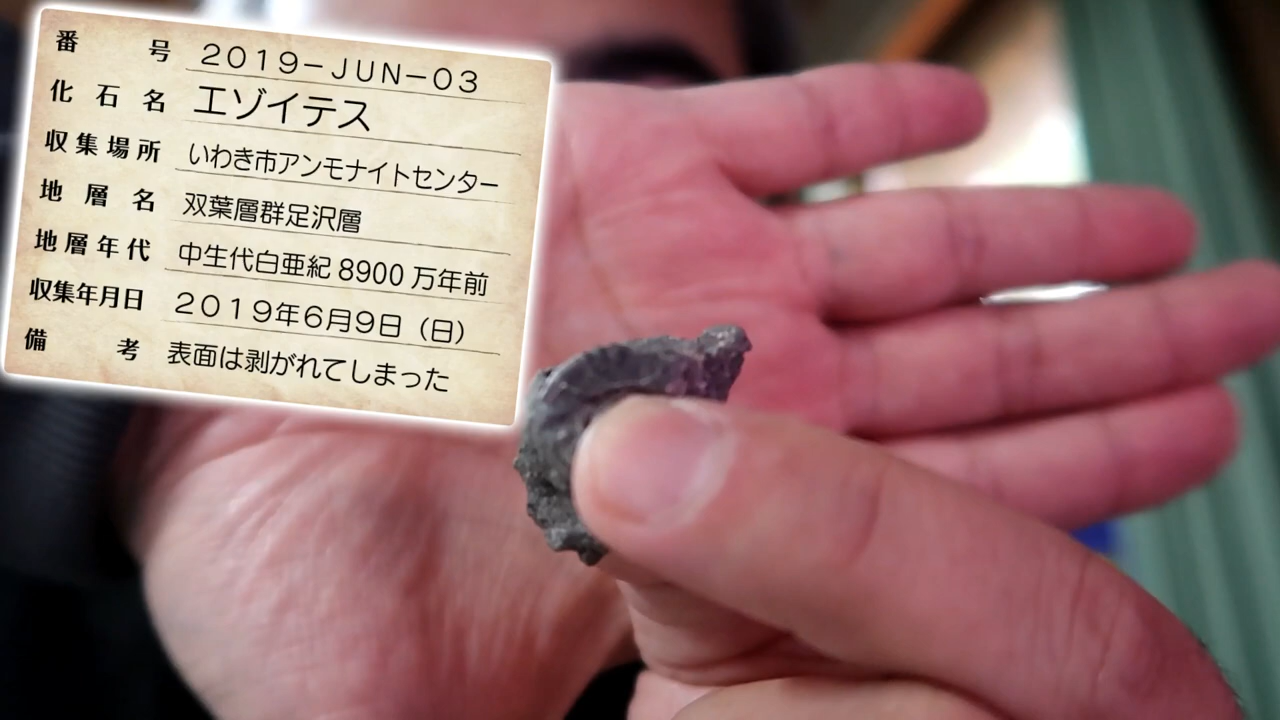 番号 2019-JUN-03
化石名 エゾイテス
収集場所 いわき市アンモナイトセンター
地層名 双葉層群足沢層
地層年代 中生代白亜紀8900万年前
収集年月日 2019年6月9日(日)
備考 表面は剥がれてしまった